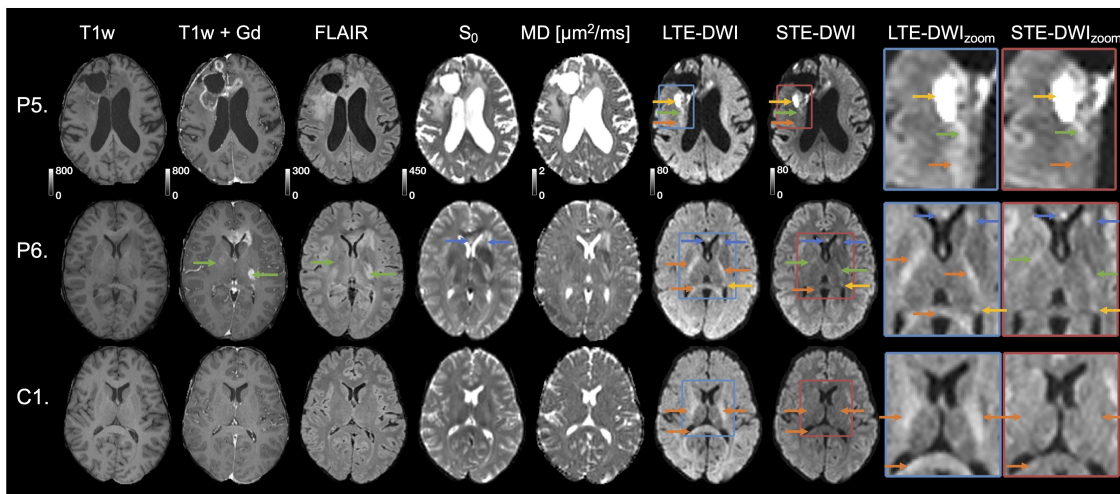 T1w T1w + Gd FLAIR S₀ MD [µm²/ms] LTE-DWI STE-DWI LTE-DWIzoom STE-DWIzoom
P5.
800 800 300 450 2 80 80
0 0 0 0 0 0 0
P6.
C1.